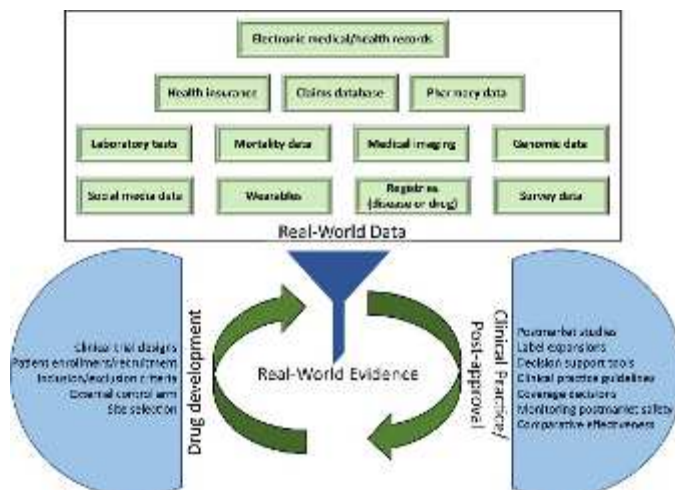 Electronic medical/health records
Health insurance
Claims database
Pharmacy data
Laboratory tests
Mortality data
Medical imaging
Genomic data
Social media data
Wearables
Registries
(disease or drug)
Survey data
Real-World Data
Clinical trial designs
Patient enrollment/recruitment
Inclusion/exclusion criteria
External control arm
Site selection
Drug development
Real-World Evidence
Clinical Practice/
Post-approval
Postmarket studies
Label expansions
Decision support tools
Clinical practice guidelines
Coverage decisions
Monitoring postmarket safety
Comparative effectiveness